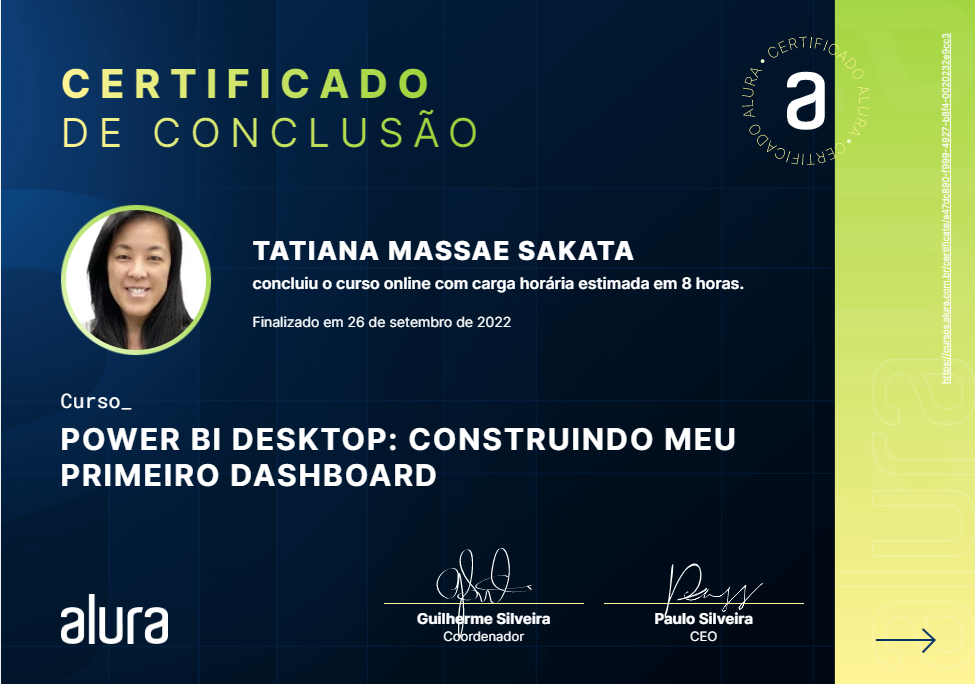 CERTIFICADO
DE CONCLUSÃO
• CERTIFICADO ALURA • CERTIFICADO ALURA
a
TATIANA MASSAE SAKATA
concluiu o curso online com carga horária estimada em 8 horas.
Finalizado em 26 de setembro de 2022
Curso_
POWER BI DESKTOP: CONSTRUINDO MEU
PRIMEIRO DASHBOARD
alura
Guilherme Silveira
Coordenador
Paulo Silveira
CEO
alura